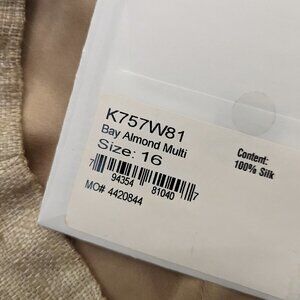 K757W81
Bay Almond Multi
Size: 16
Content:
100% Silk
7 94354 81040 7
MO# 4420844